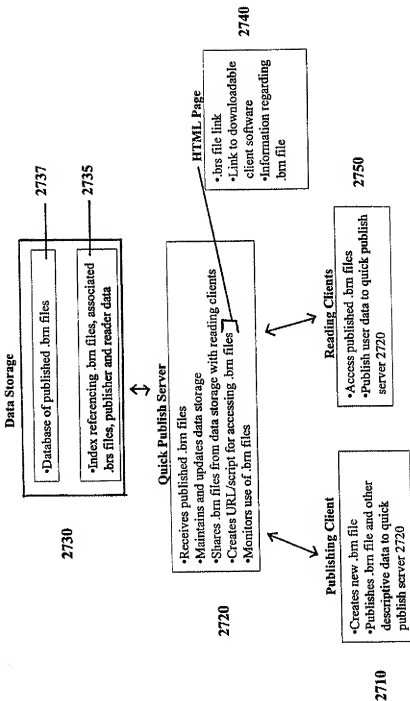 Data Storage
2730
•Database of published .brn files
2737
•Index referencing .brn files, associated
.brs files, publisher and reader data
2735
Quick Publish Server
2720
•Receives published .brn files
•Maintains and updates data storage
•Shares .brn files from data storage with reading clients
•Creates URL/script for accessing .brn files
•Monitors use of .brn files
HTML Page
•.brs file link
•Link to downloadable
client software
•Information regarding
.brn file
2740
Publishing Client
2710
•Creates new .brn file
•Publishes .brn file and other
descriptive data to quick
publish server 2720
Reading Clients
•Access published .brn files
•Publish user data to quick publish
server 2720
2750